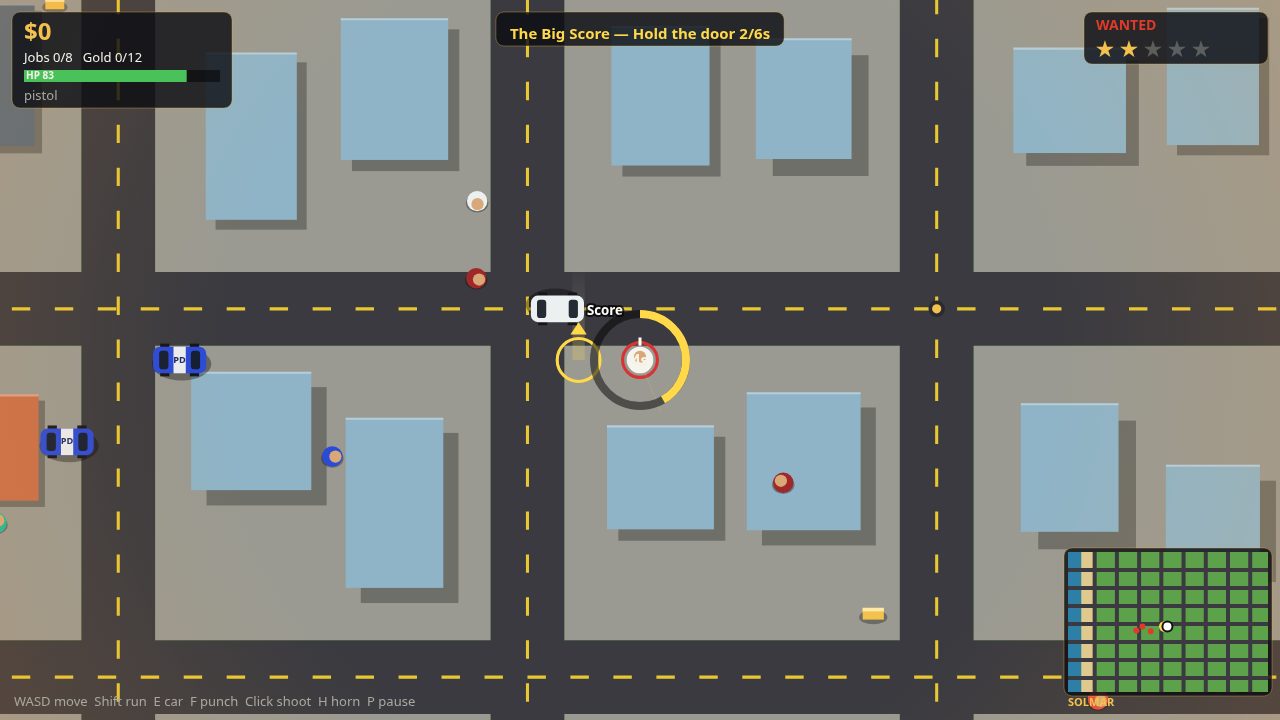 $0
Jobs 0/8 Gold 0/12
HP 83
pistol
The Big Score — Hold the door 2/6s
WANTED
Score
PD
PD
WASD move Shift run E car F punch Click shoot H horn P pause
SOLMAR